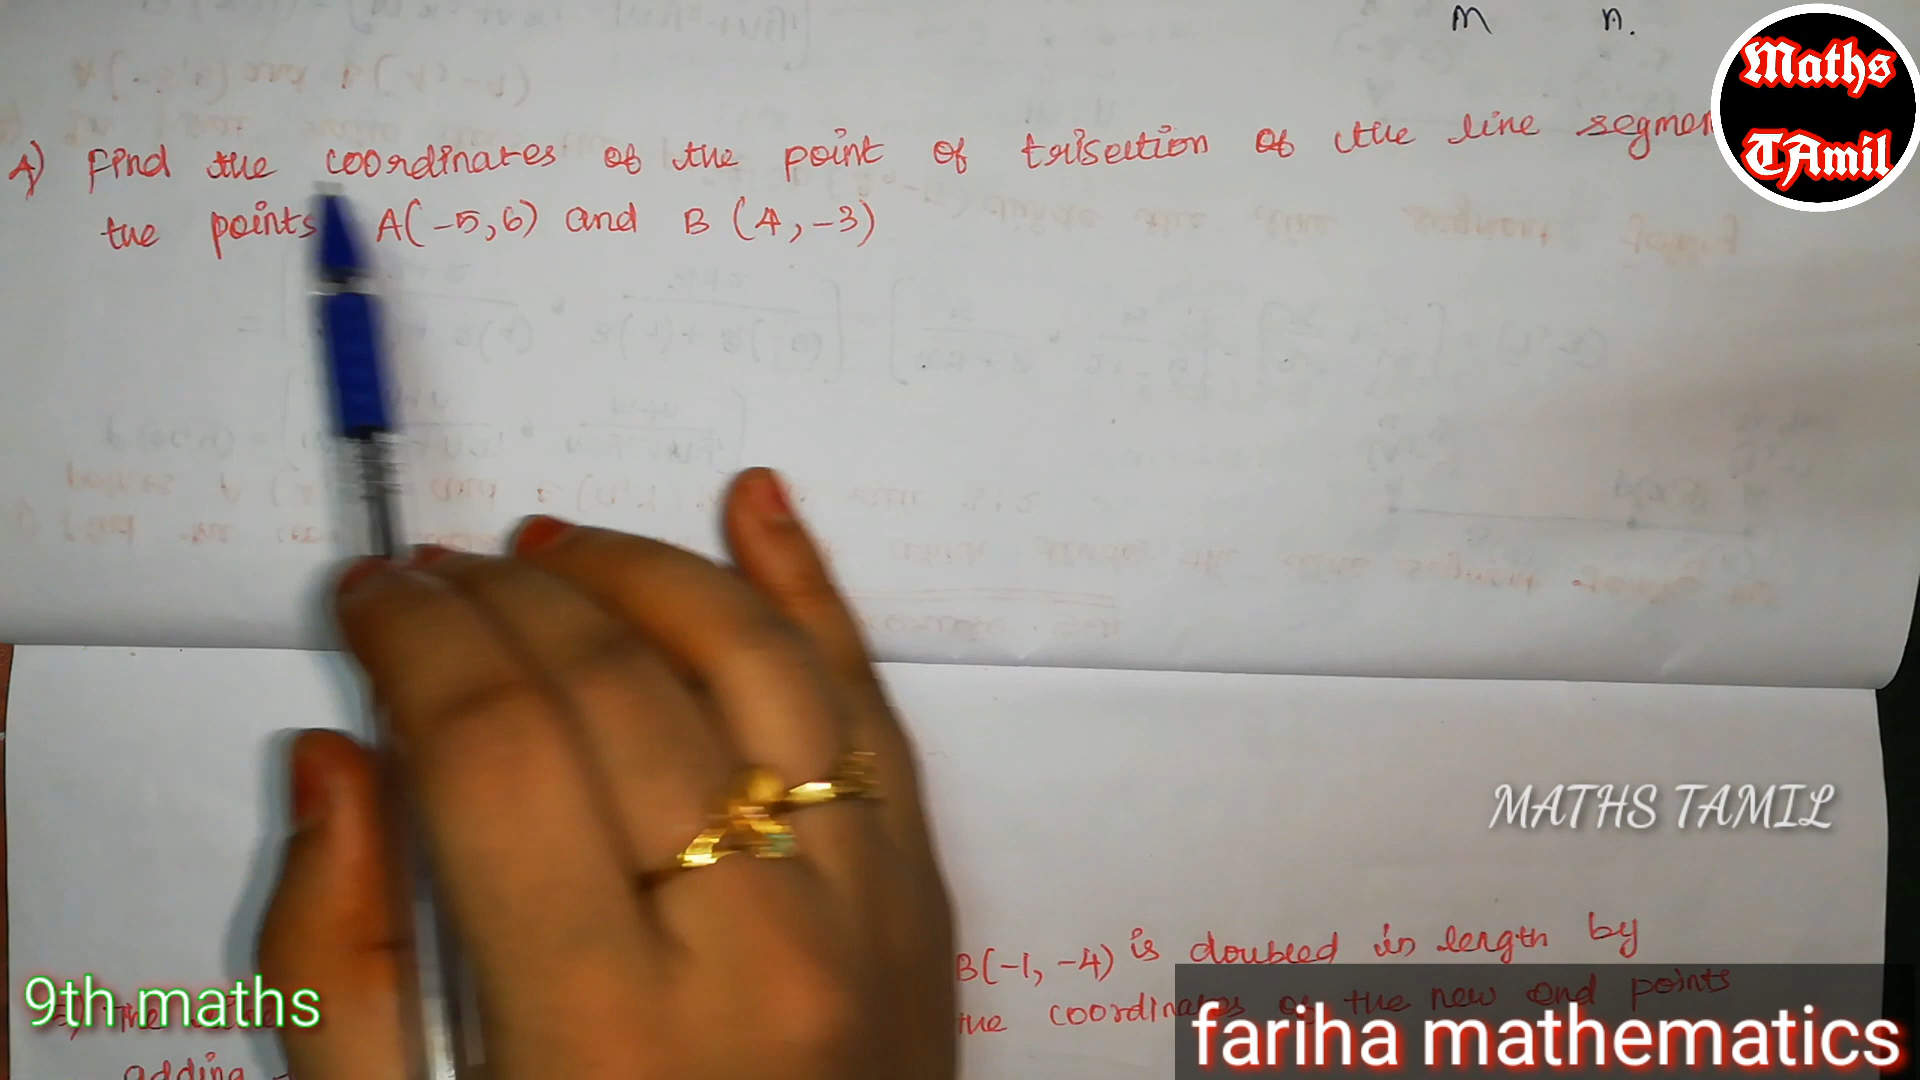 m n.
Maths
TAmil
4) Find the coordinates of the point of trisection of the line segmen
the points A(-5,6) and B (4,-3)
MATHS TAMIL
B(-1,-4) is doubled in length by
the coordinates of the new end points
adding
9th maths
fariha mathematics